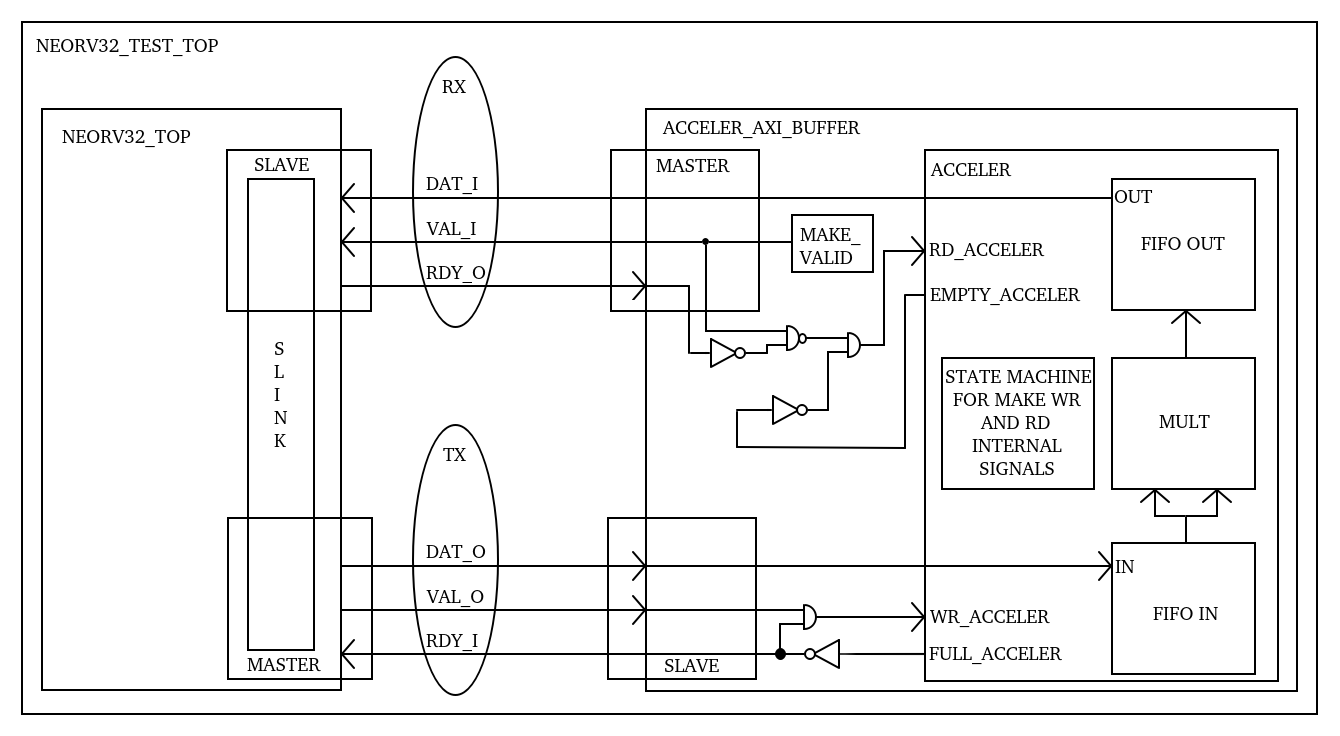 NEORV32_TEST_TOP
RX
NEORV32_TOP
ACCELER_AXI_BUFFER
SLAVE
MASTER
ACCELER
DAT_I
OUT
VAL_I
MAKE_
VALID
FIFO OUT
RD_ACCELER
RDY_O
EMPTY_ACCELER
S
L
I
N
K
STATE MACHINE
FOR MAKE WR
AND RD
INTERNAL
SIGNALS
MULT
TX
DAT_O
IN
VAL_O
WR_ACCELER
FIFO IN
RDY_I
FULL_ACCELER
MASTER
SLAVE